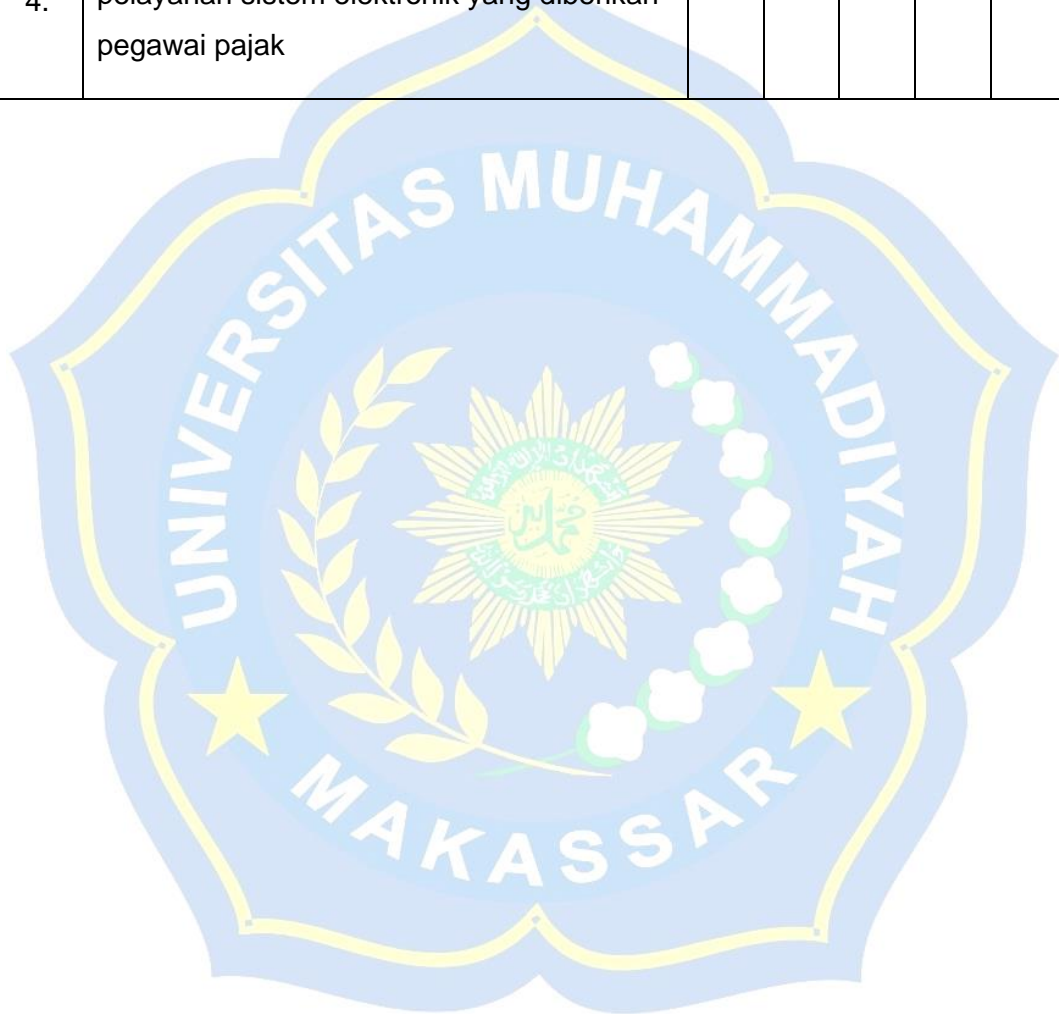 4. pelayanan sistem elektronik yang diberikan
pegawai pajak
UNIVERSITAS MUHAMMADIYAH
MAKASSAR